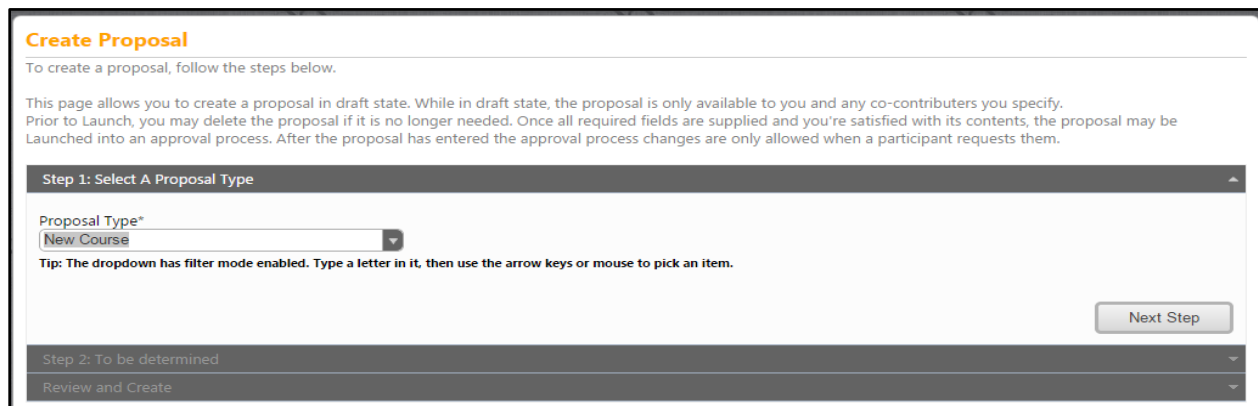 Create Proposal
To create a proposal, follow the steps below.
This page allows you to create a proposal in draft state. While in draft state, the proposal is only available to you and any co-contributers you specify.
Prior to Launch, you may delete the proposal if it is no longer needed. Once all required fields are supplied and you're satisfied with its contents, the proposal may be
Launched into an approval process. After the proposal has entered the approval process changes are only allowed when a participant requests them.
Step 1: Select A Proposal Type
Proposal Type*
New Course
Tip: The dropdown has filter mode enabled. Type a letter in it, then use the arrow keys or mouse to pick an item.
Next Step
Step 2: To be determined
Review and Create